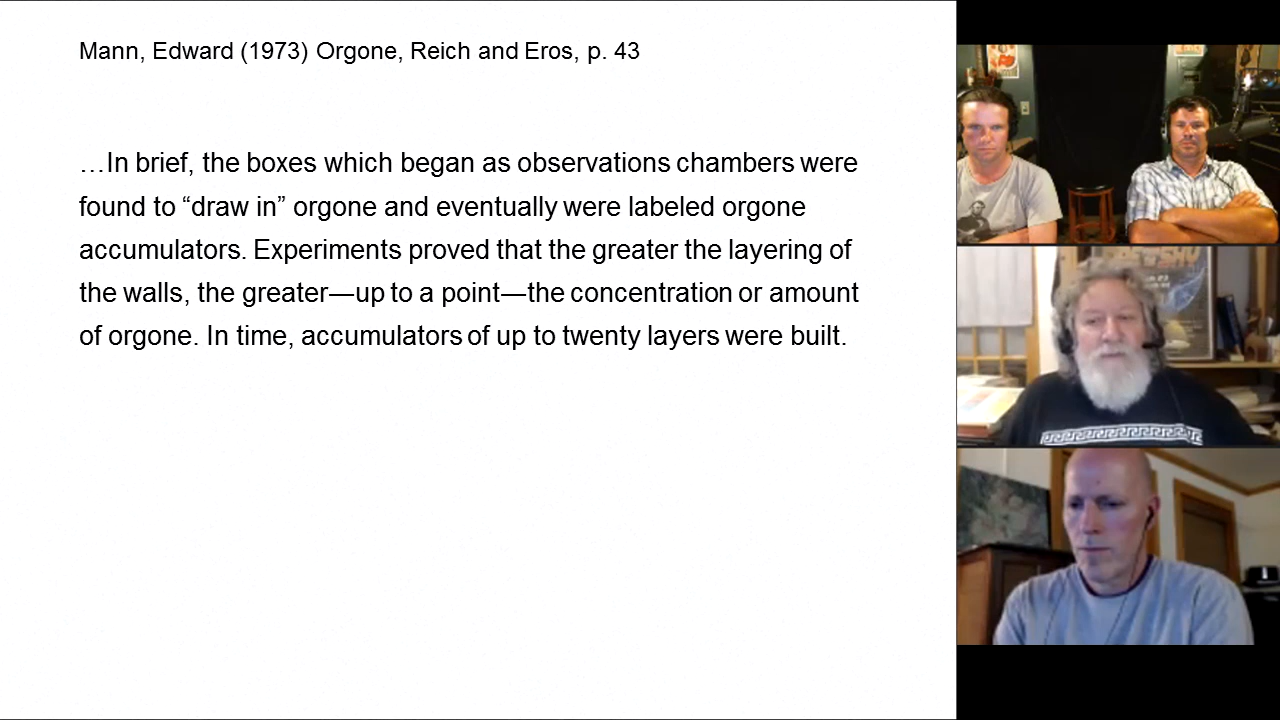 Mann, Edward (1973) Orgone, Reich and Eros, p. 43
…In brief, the boxes which began as observations chambers were
found to “draw in” orgone and eventually were labeled orgone
accumulators. Experiments proved that the greater the layering of
the walls, the greater—up to a point—the concentration or amount
of orgone. In time, accumulators of up to twenty layers were built.